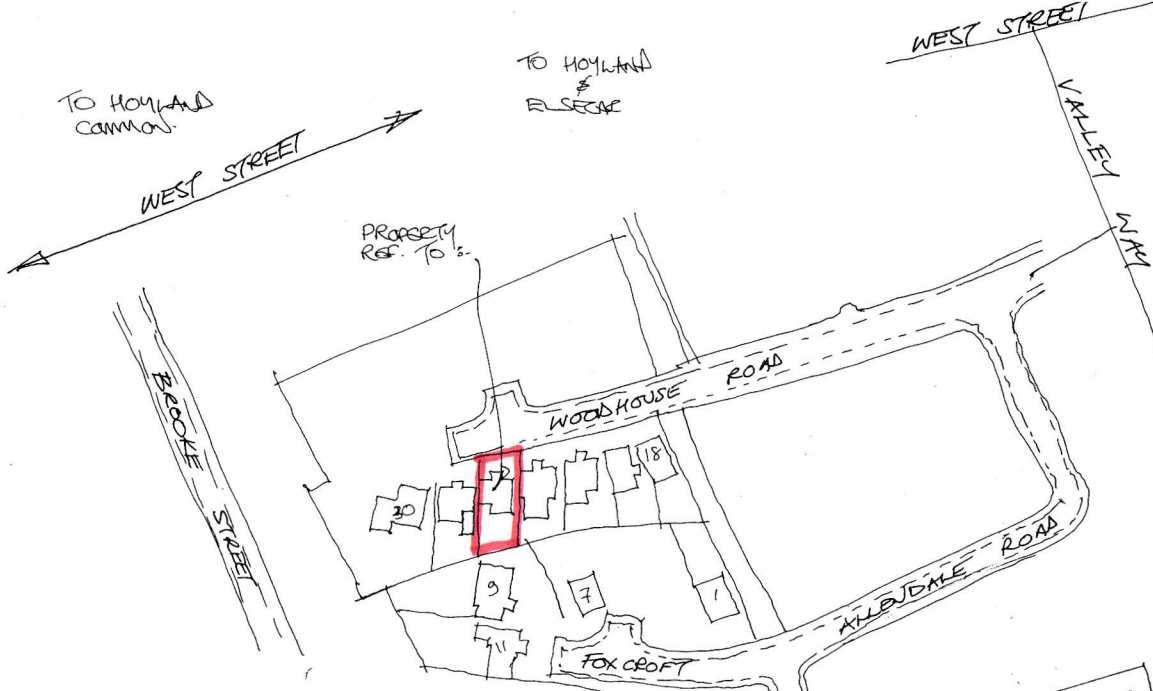 WEST STREET
TO HOYLAND
&
ELSECAR
TO HOYLAND
COMMON.
WEST STREET
VALLEY WAY
PROPERTY
REF. TO :-
BROOKE STREET
WOODHOUSE ROAD
18
30
9
7
1
11
ALLENDALE ROAD
FOXCROFT